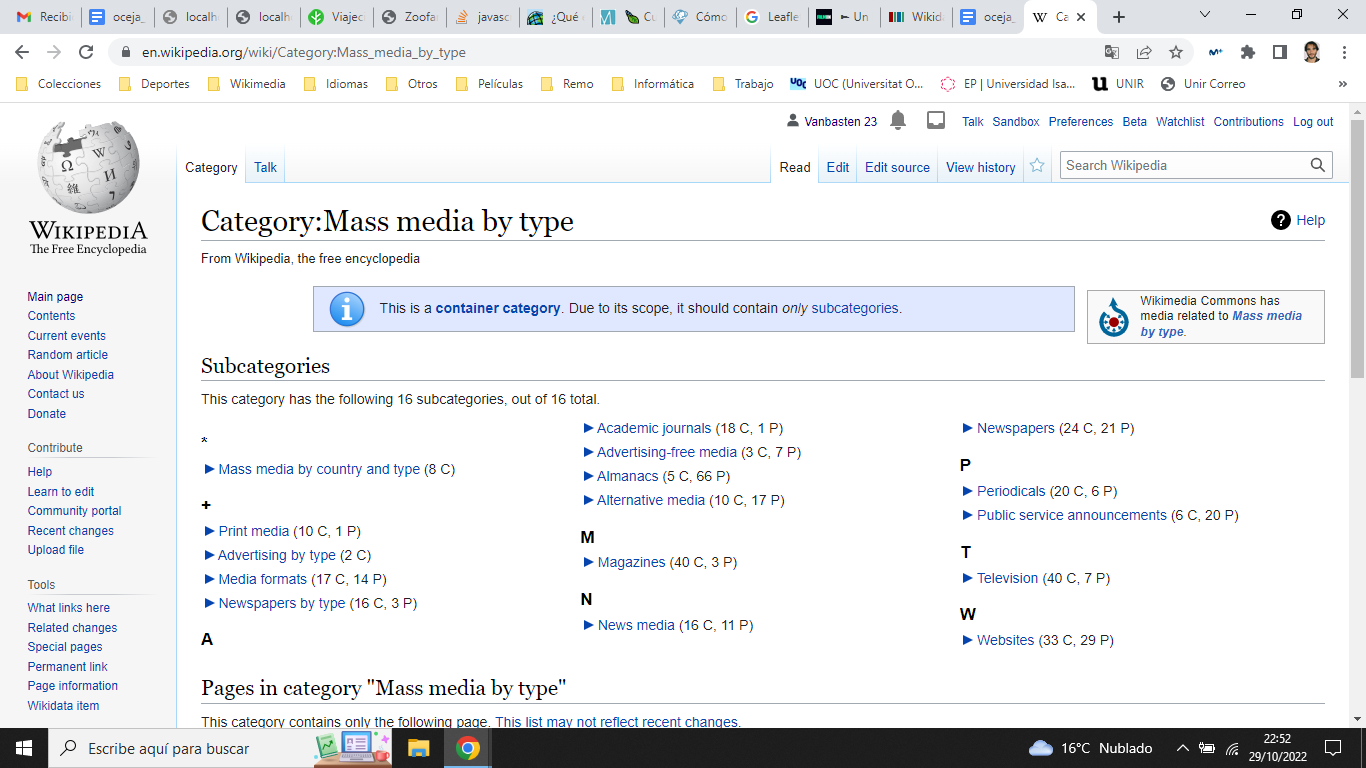 Recibi
oceja_
localh
localh
Viajeci
Zoofar
javasc
¿Qué
Cu
Cómo
Leafle
Un
Wikida
oceja_
Ca
en.wikipedia.org/wiki/Category:Mass_media_by_type
Colecciones Deportes Wikimedia Idiomas Otros Películas Remo Informática Trabajo UOC (Universitat O... EP | Universidad Isa... UNIR Unir Correo »
Vanbasten 23 Talk Sandbox Preferences Beta Watchlist Contributions Log out
Category Talk Read Edit Edit source View history Search Wikipedia
WIKIPEDIA
The Free Encyclopedia
Main page
Contents
Current events
Random article
About Wikipedia
Contact us
Donate
Contribute
Help
Learn to edit
Community portal
Recent changes
Upload file
Tools
What links here
Related changes
Special pages
Permanent link
Page information
Wikidata item
Category:Mass media by type
Help
From Wikipedia, the free encyclopedia
This is a container category. Due to its scope, it should contain only subcategories.
Wikimedia Commons has
media related to Mass media
by type.
Subcategories
This category has the following 16 subcategories, out of 16 total.
*
► Mass media by country and type (8 C)
+
► Print media (10 C, 1 P)
► Advertising by type (2 C)
► Media formats (17 C, 14 P)
► Newspapers by type (16 C, 3 P)
A
► Academic journals (18 C, 1 P)
► Advertising-free media (3 C, 7 P)
► Almanacs (5 C, 66 P)
► Alternative media (10 C, 17 P)
M
► Magazines (40 C, 3 P)
N
► News media (16 C, 11 P)
► Newspapers (24 C, 21 P)
P
► Periodicals (20 C, 6 P)
► Public service announcements (6 C, 20 P)
T
► Television (40 C, 7 P)
W
► Websites (33 C, 29 P)
Pages in category "Mass media by type"
This category contains only the following page. This list may not reflect recent changes.
Escribe aquí para buscar
16°C Nublado
22:52
29/10/2022